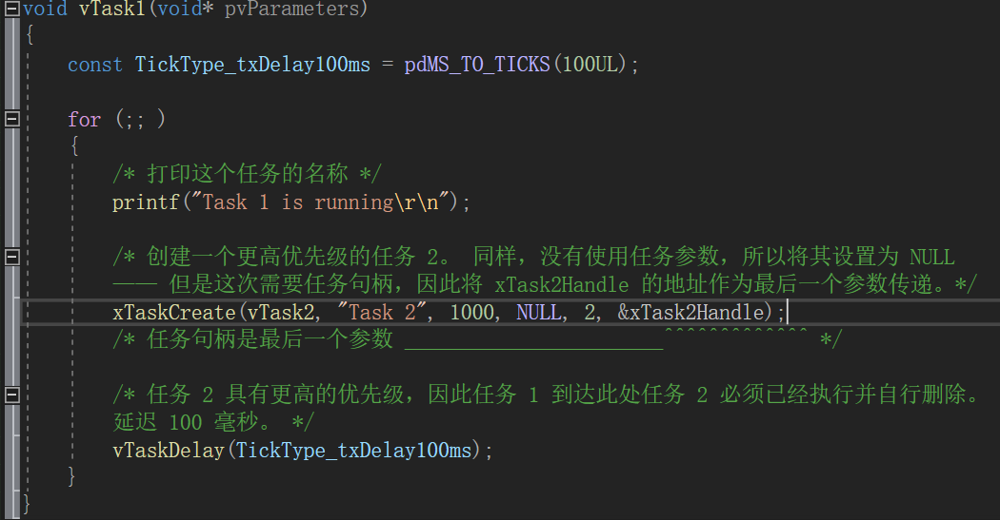 void vTask1(void* pvParameters)
{
const TickType_txDelay100ms = pdMS_TO_TICKS(100UL);
for (;; )
{
/* 打印这个任务的名称 */
printf("Task 1 is running\r\n");
/* 创建一个更高优先级的任务 2。 同样，没有使用任务参数，所以将其设置为 NULL
—— 但是这次需要任务句柄，因此将 xTask2Handle 的地址作为最后一个参数传递。*/
xTaskCreate(vTask2, "Task 2", 1000, NULL, 2, &xTask2Handle);
/* 任务句柄是最后一个参数 _______________________^^^^^^^^^^^^^ */
/* 任务 2 具有更高的优先级，因此任务 1 到达此处任务 2 必须已经执行并自行删除。
延迟 100 毫秒。 */
vTaskDelay(TickType_txDelay100ms);
}
}